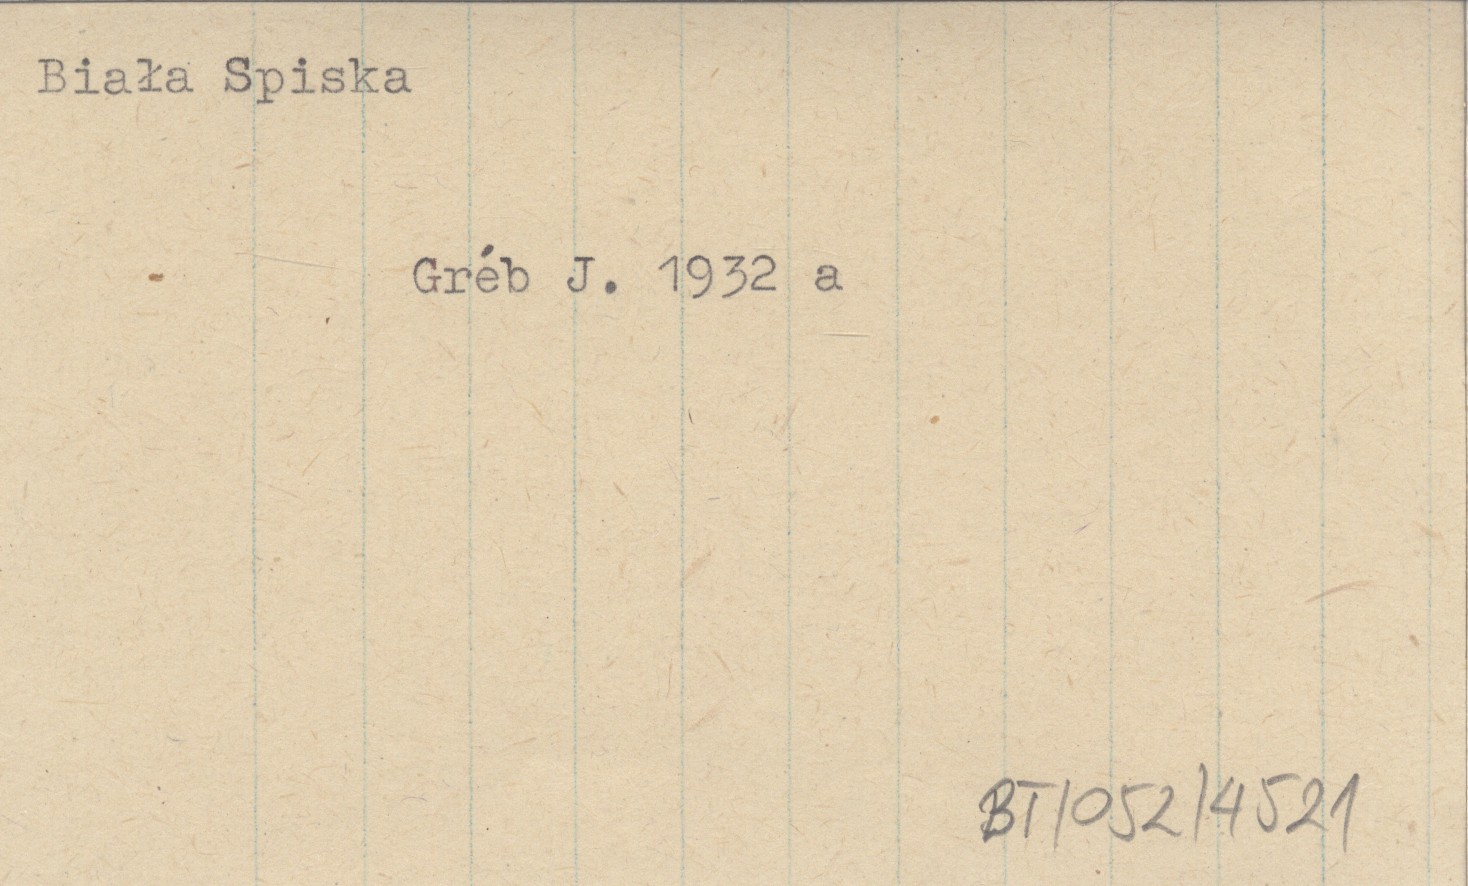 Biała Spiska
Gréb J. 1932 a
BT/052/4521